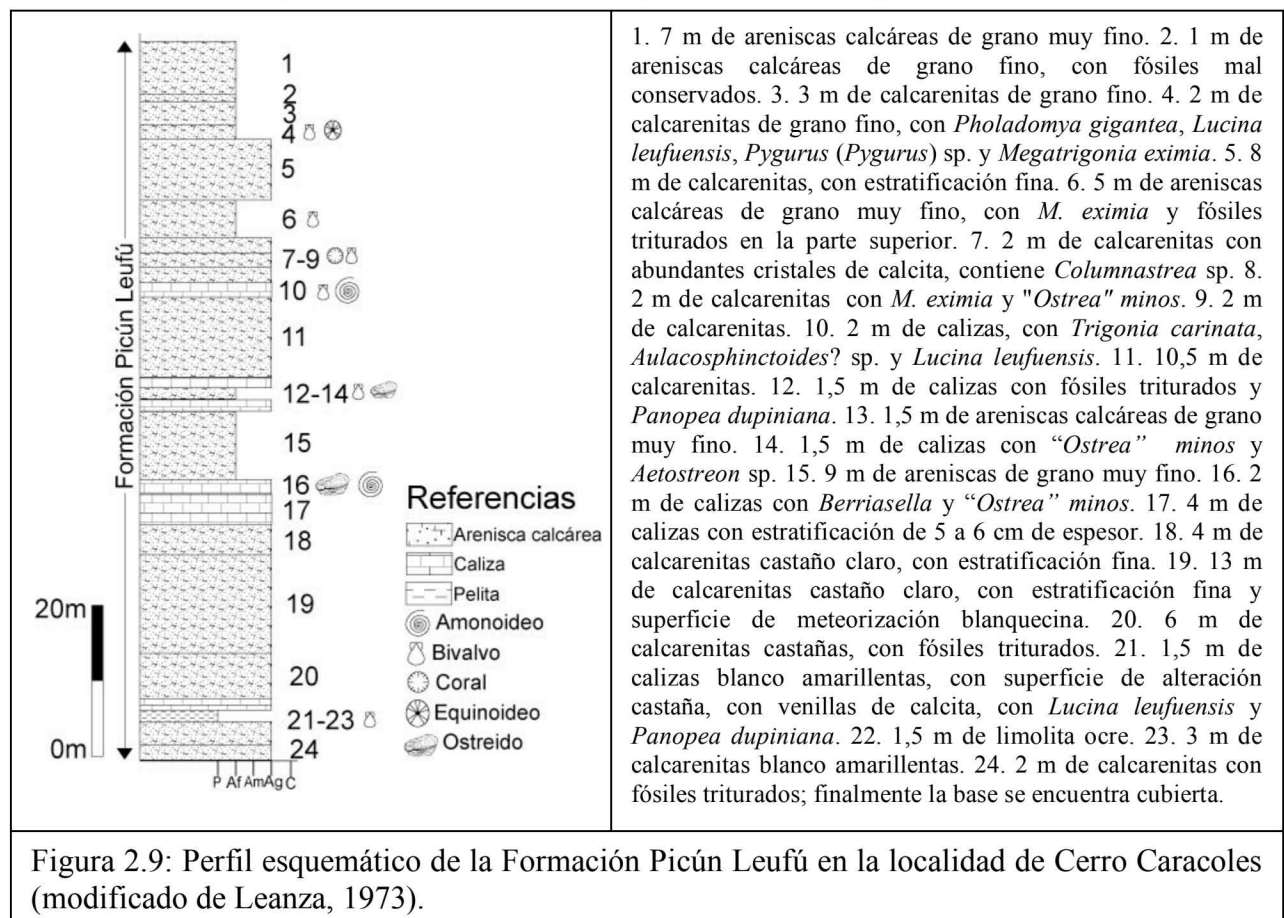 Formación Picún Leufú
1
2
3
4
5
6
7-9
10
11
12-14
15
16
17
18
19
20
21-23
24
20m
0m
P Af Am Ag C
Referencias
Arenisca calcárea
Caliza
Pelita
Amonoideo
Bivalvo
Coral
Equinoideo
Ostreido
1. 7 m de areniscas calcáreas de grano muy fino. 2. 1 m de
areniscas calcáreas de grano fino, con fósiles mal
conservados. 3. 3 m de calcarenitas de grano fino. 4. 2 m de
calcarenitas de grano fino, con Pholadomya gigantea, Lucina
leufuensis, Pygurus (Pygurus) sp. y Megatrigonia eximia. 5. 8
m de calcarenitas, con estratificación fina. 6. 5 m de areniscas
calcáreas de grano muy fino, con M. eximia y fósiles
triturados en la parte superior. 7. 2 m de calcarenitas con
abundantes cristales de calcita, contiene Columnastrea sp. 8.
2 m de calcarenitas con M. eximia y "Ostrea" minos. 9. 2 m
de calcarenitas. 10. 2 m de calizas, con Trigonia carinata,
Aulacosphinctoides? sp. y Lucina leufuensis. 11. 10,5 m de
calcarenitas. 12. 1,5 m de calizas con fósiles triturados y
Panopea dupiniana. 13. 1,5 m de areniscas calcáreas de grano
muy fino. 14. 1,5 m de calizas con “Ostrea” minos y
Aetostreon sp. 15. 9 m de areniscas de grano muy fino. 16. 2
m de calizas con Berriasella y “Ostrea” minos. 17. 4 m de
calizas con estratificación de 5 a 6 cm de espesor. 18. 4 m de
calcarenitas castaño claro, con estratificación fina. 19. 13 m
de calcarenitas castaño claro, con estratificación fina y
superficie de meteorización blanquecina. 20. 6 m de
calcarenitas castañas, con fósiles triturados. 21. 1,5 m de
calizas blanco amarillentas, con superficie de alteración
castaña, con venillas de calcita, con Lucina leufuensis y
Panopea dupiniana. 22. 1,5 m de limolita ocre. 23. 3 m de
calcarenitas blanco amarillentas. 24. 2 m de calcarenitas con
fósiles triturados; finalmente la base se encuentra cubierta.
Figura 2.9: Perfil esquemático de la Formación Picún Leufú en la localidad de Cerro Caracoles
(modificado de Leanza, 1973).